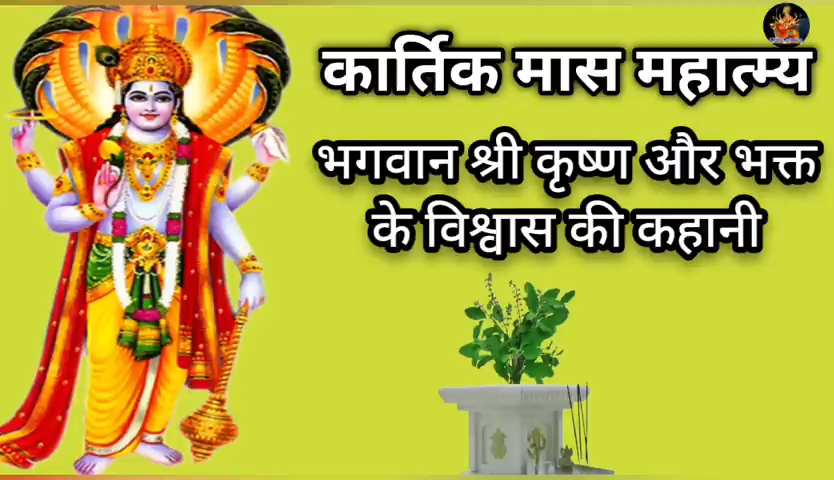 कार्तिक मास महात्म्य
भगवान श्री कृष्ण और भक्त
के विश्वास की कहानी